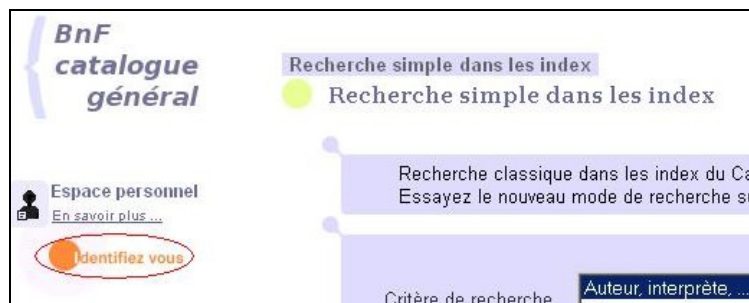 BnF
catalogue
général
Recherche simple dans les index
Recherche simple dans les index
Recherche classique dans les index du Ca
Essayez le nouveau mode de recherche su
Espace personnel
En savoir plus ...
Identifiez vous
Critère de recherche
Auteur, interprète, ...